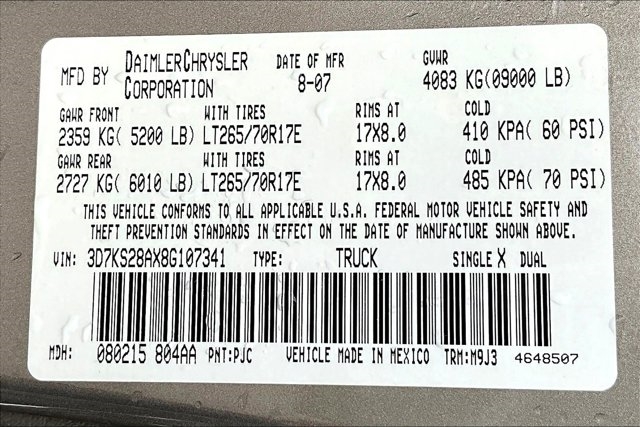 MFD BY DAIMLERCHRYSLER CORPORATION DATE OF MFR 8-07 GVWR 4083 KG(09000 LB)
GAWR FRONT WITH TIRES RIMS AT COLD
2359 KG( 5200 LB) LT265/70R17E 17X8.0 410 KPA( 60 PSI)
GAWR REAR WITH TIRES RIMS AT COLD
2727 KG( 6010 LB) LT265/70R17E 17X8.0 485 KPA( 70 PSI)
THIS VEHICLE CONFORMS TO ALL APPLICABLE U.S.A. FEDERAL MOTOR VEHICLE SAFETY AND
THEFT PREVENTION STANDARDS IN EFFECT ON THE DATE OF MANUFACTURE SHOWN ABOVE.
VIN: 3D7KS28AX8G107341 TYPE: TRUCK SINGLE X DUAL
MDH: 080215 804AA PNT:PJC VEHICLE MADE IN MEXICO TRM:M9J3 4648507